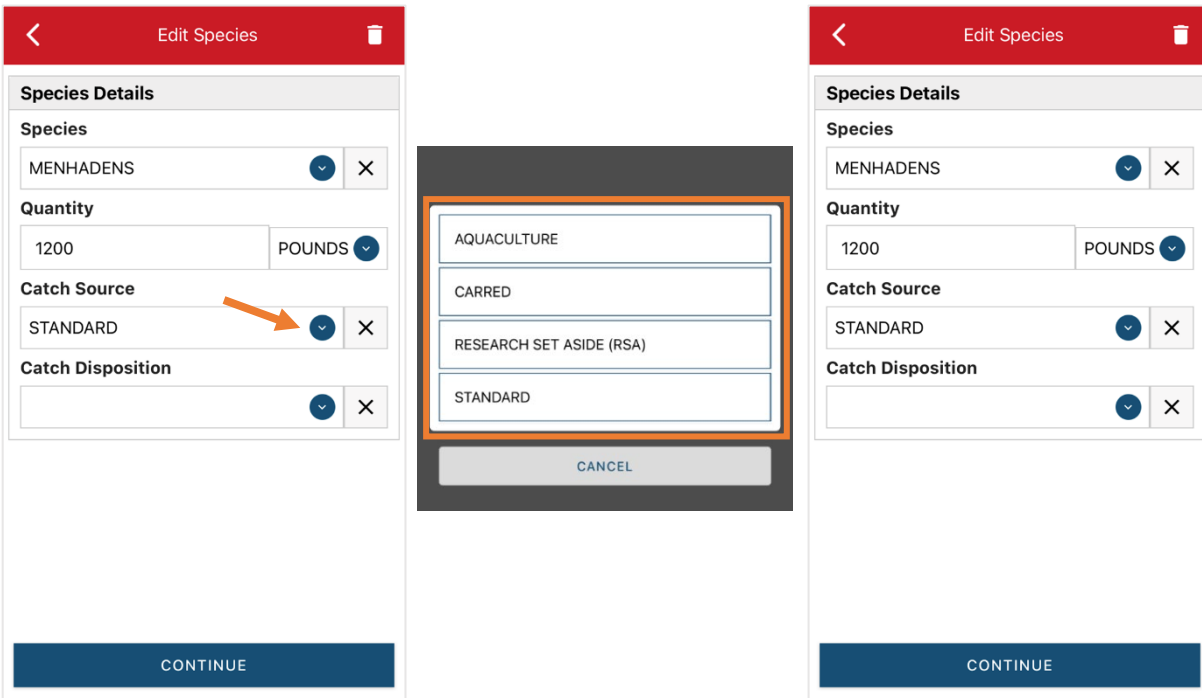 Edit Species
Species Details
Species
MENHADENS
Quantity
1200 POUNDS
Catch Source
STANDARD
Catch Disposition
CONTINUE
AQUACULTURE
CARRED
RESEARCH SET ASIDE (RSA)
STANDARD
CANCEL
Edit Species
Species Details
Species
MENHADENS
Quantity
1200 POUNDS
Catch Source
STANDARD
Catch Disposition
CONTINUE